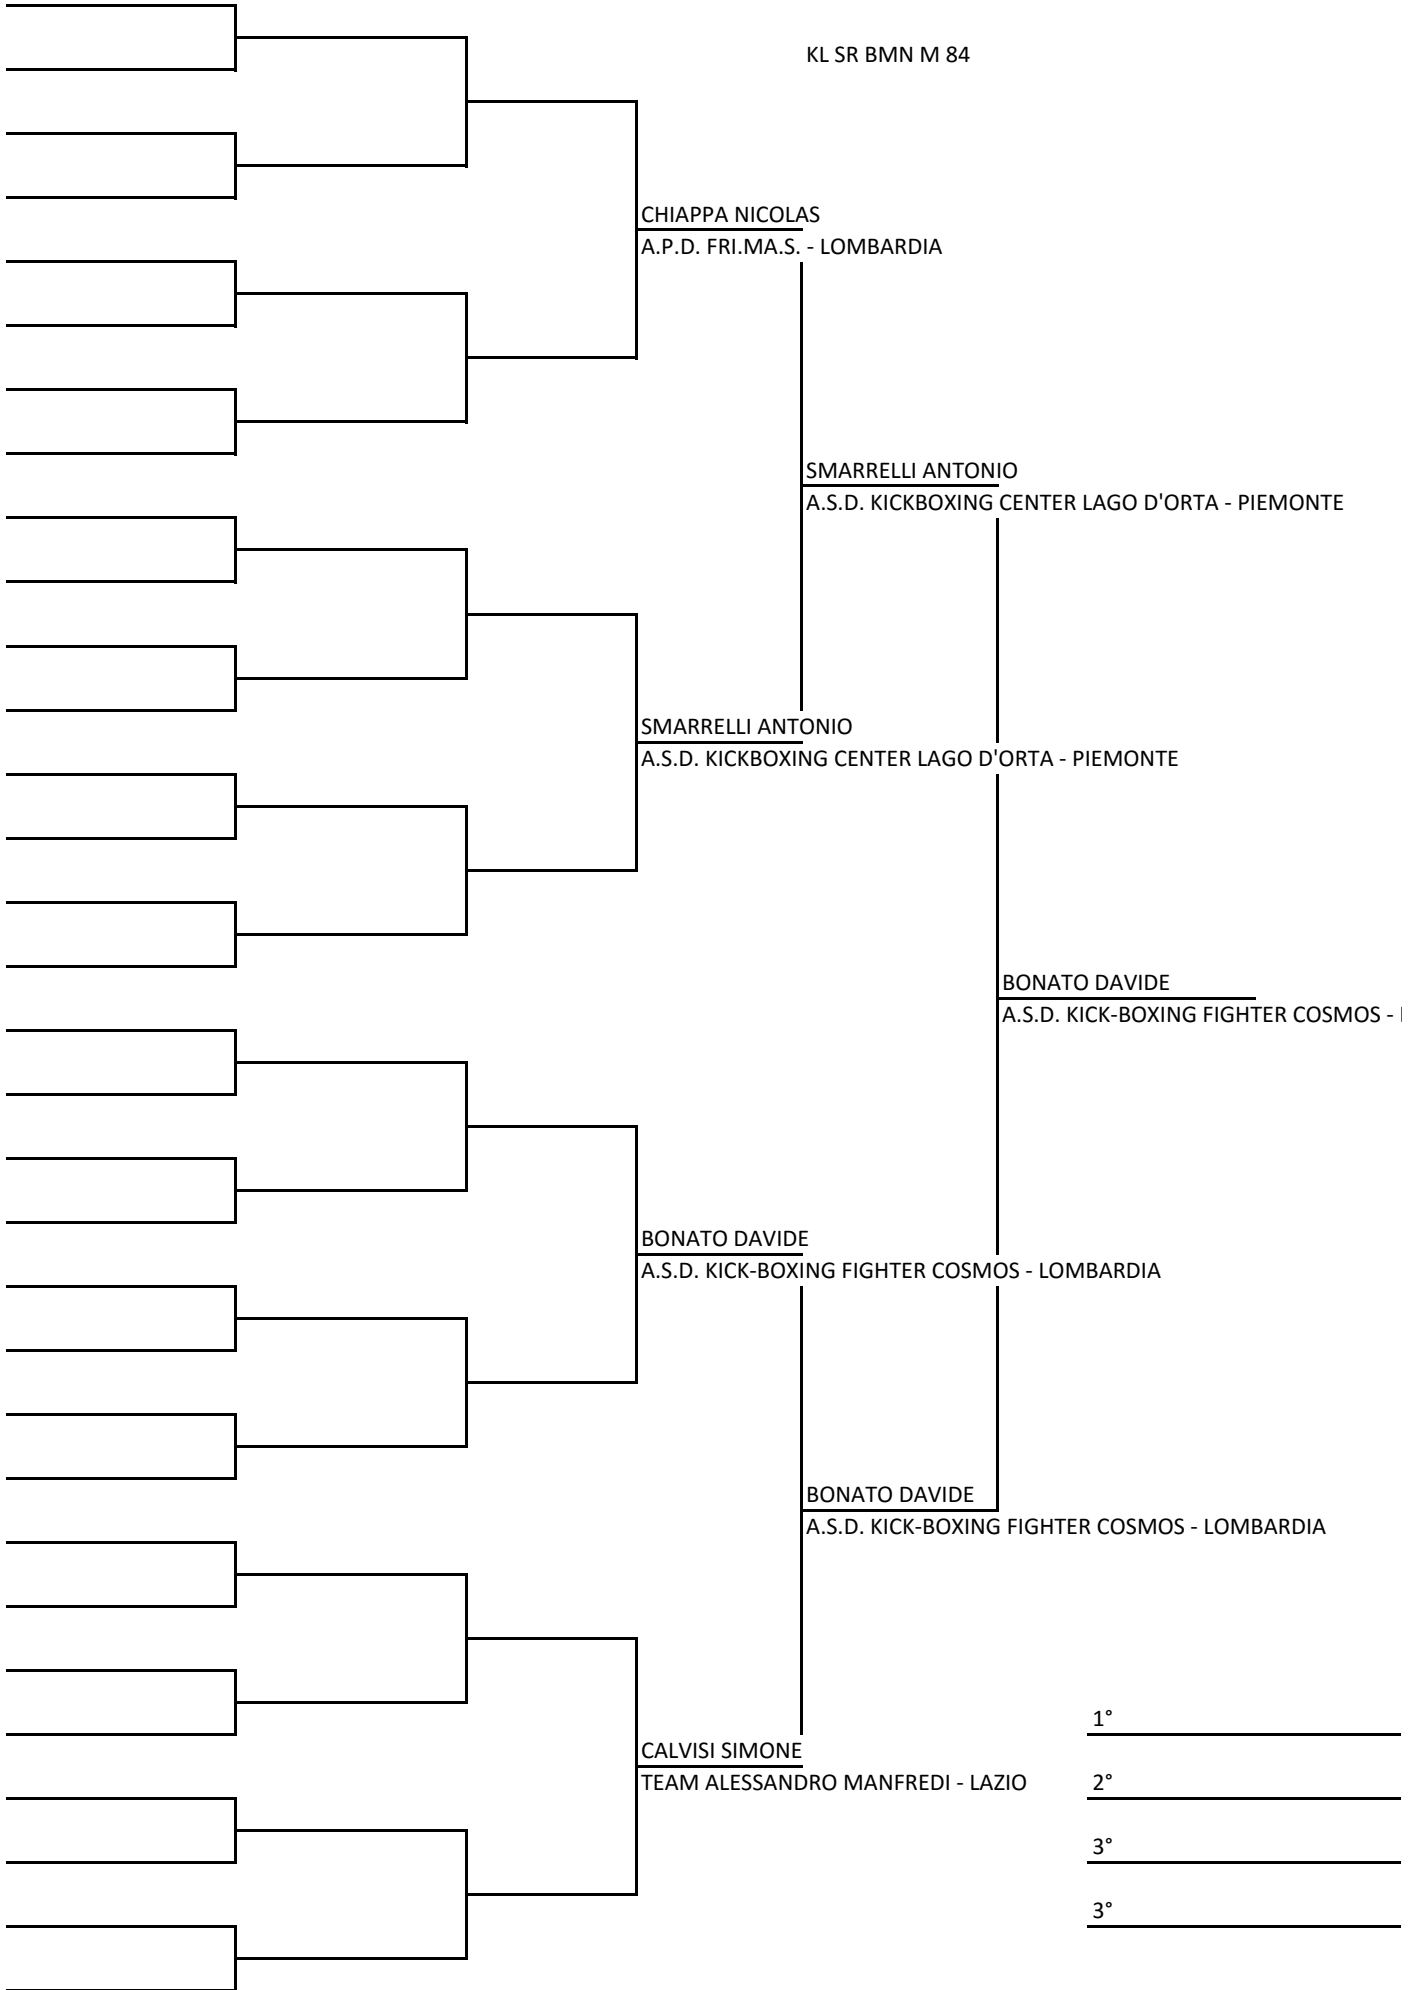 KL SR BMN M 84
CHIAPPA NICOLAS
A.P.D. FRI.MA.S. - LOMBARDIA
SMARRELLI ANTONIO
A.S.D. KICKBOXING CENTER LAGO D'ORTA - PIEMONTE
SMARRELLI ANTONIO
A.S.D. KICKBOXING CENTER LAGO D'ORTA - PIEMONTE
BONATO DAVIDE
A.S.D. KICK-BOXING FIGHTER COSMOS -
BONATO DAVIDE
A.S.D. KICK-BOXING FIGHTER COSMOS - LOMBARDIA
BONATO DAVIDE
A.S.D. KICK-BOXING FIGHTER COSMOS - LOMBARDIA
1°
CALVISI SIMONE
TEAM ALESSANDRO MANFREDI - LAZIO
2°
3°
3°